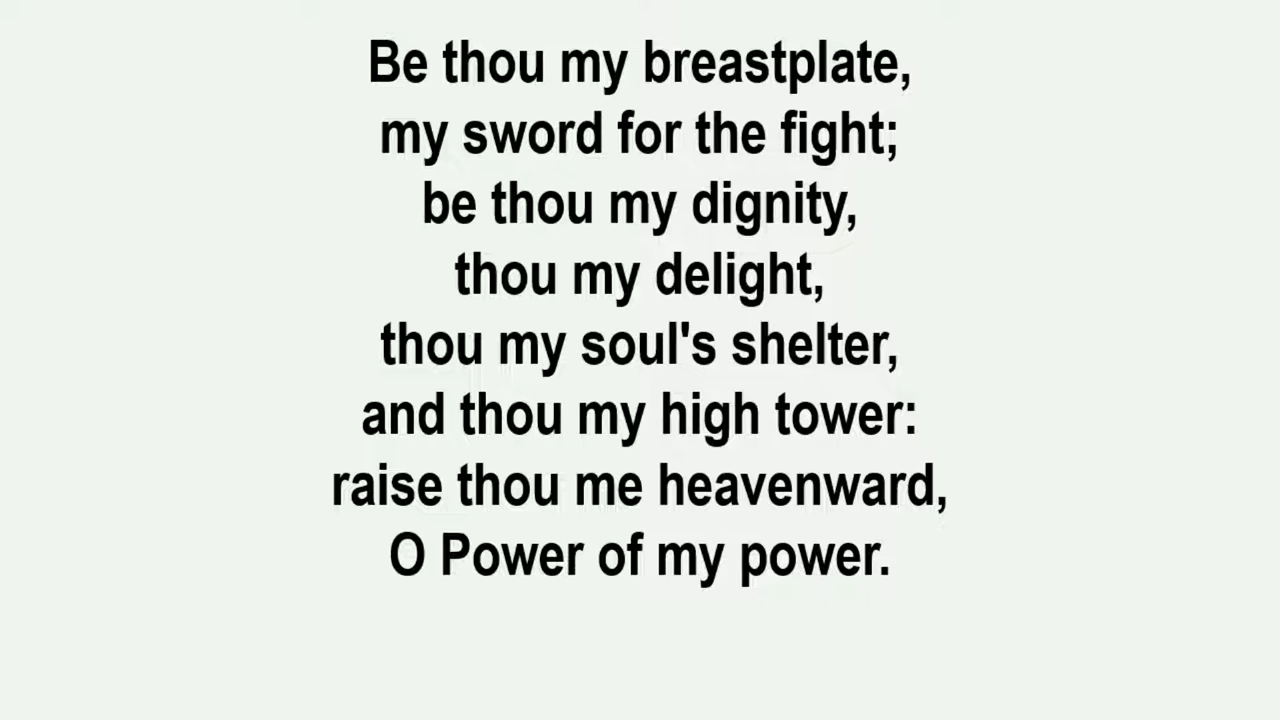 Be thou my breastplate,
my sword for the fight;
be thou my dignity,
thou my delight,
thou my soul's shelter,
and thou my high tower:
raise thou me heavenward,
O Power of my power.